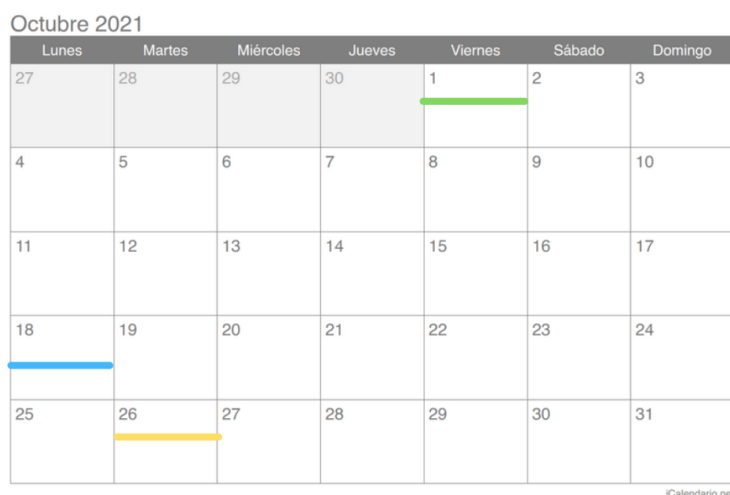 Octubre 2021
Lunes Martes Miércoles Jueves Viernes Sábado Domingo
27 28 29 30 1 2 3
4 5 6 7 8 9 10
11 12 13 14 15 16 17
18 19 20 21 22 23 24
25 26 27 28 29 30 31
iCalendario.ne